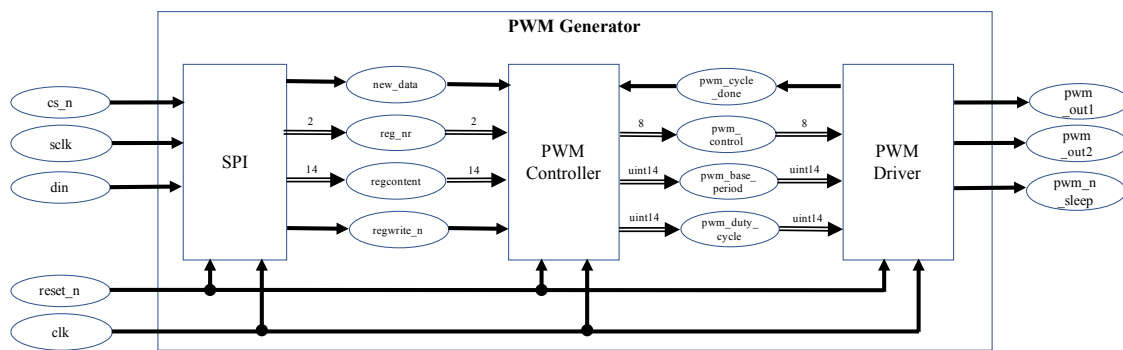 PWM Generator
cs_n
sclk
din
reset_n
clk
SPI
new_data
2
reg_nr
2
14
regcontent
14
regwrite_n
PWM
Controller
pwm_cycle
_done
8
pwm_
control
8
uint14
pwm_base_
period
uint14
uint14
pwm_duty_
cycle
uint14
PWM
Driver
pwm
_out1
pwm
_out2
pwm_n
_sleep